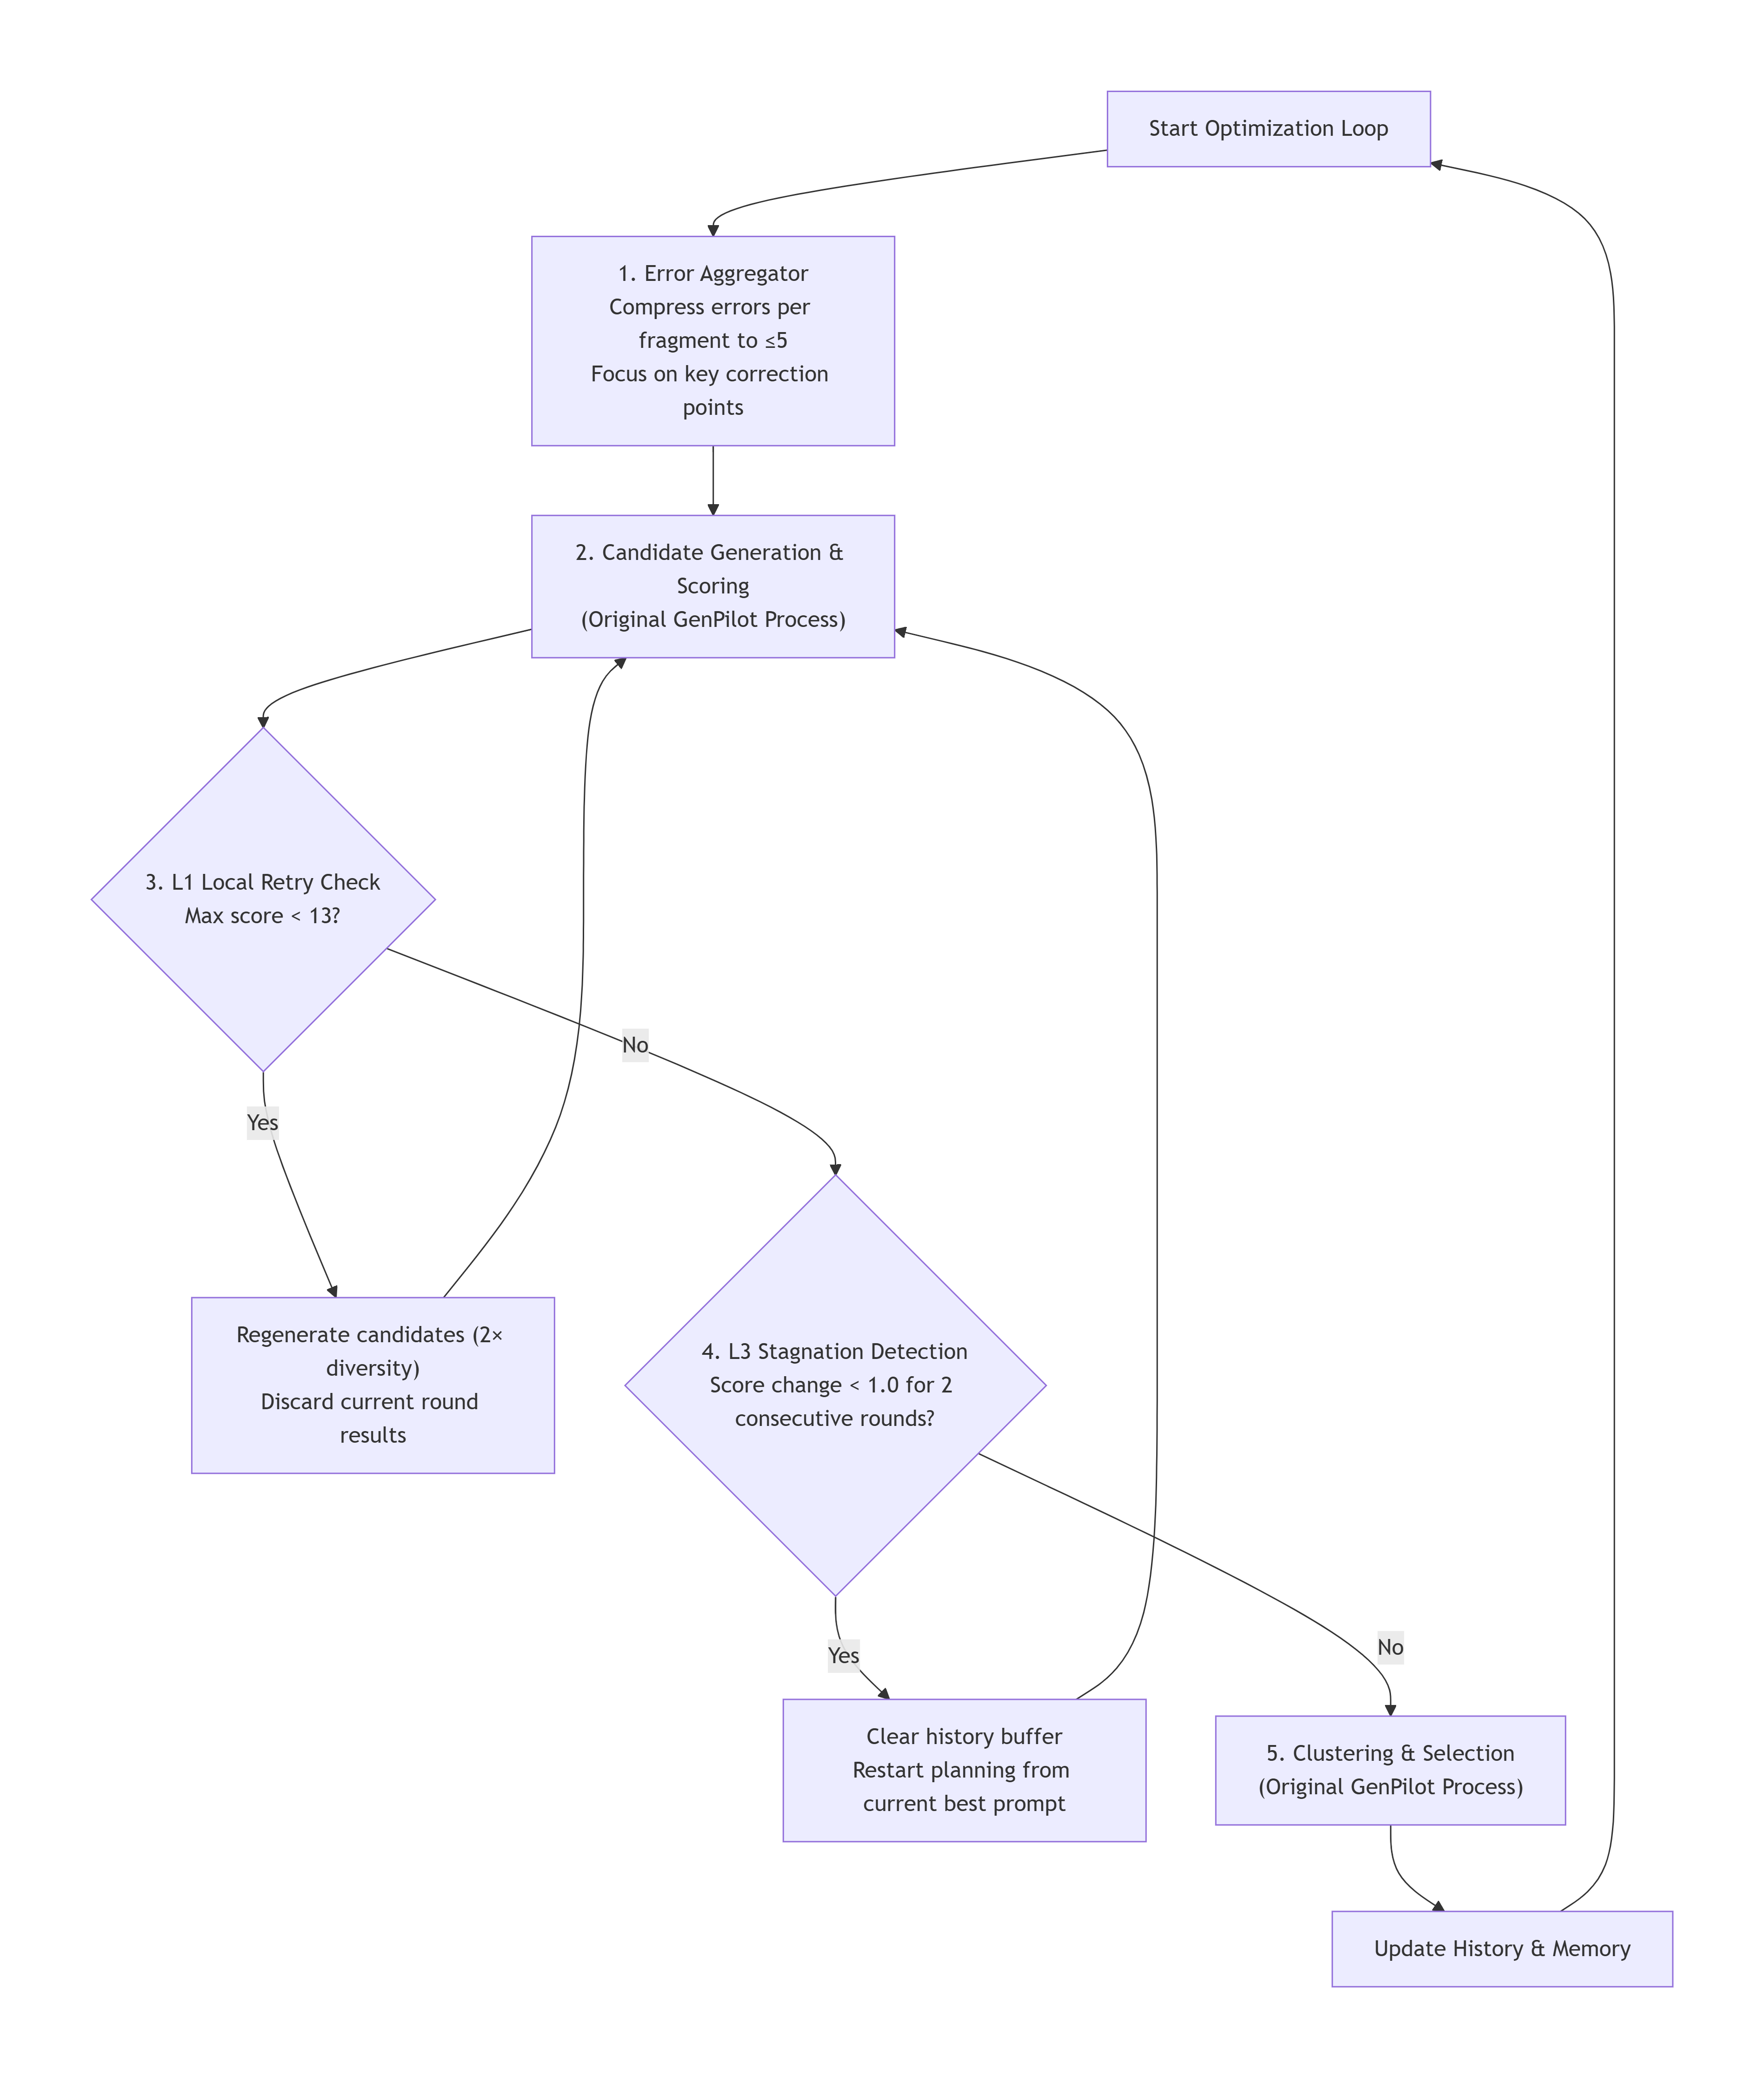 Start Optimization Loop
1. Error Aggregator
Compress errors per
fragment to ≤5
Focus on key correction
points
2. Candidate Generation &
Scoring
(Original GenPilot Process)
3. L1 Local Retry Check
Max score < 13?
No
Yes
Regenerate candidates (2×
diversity)
Discard current round
results
4. L3 Stagnation Detection
Score change < 1.0 for 2
consecutive rounds?
Yes
No
Clear history buffer
Restart planning from
current best prompt
5. Clustering & Selection
(Original GenPilot Process)
Update History & Memory